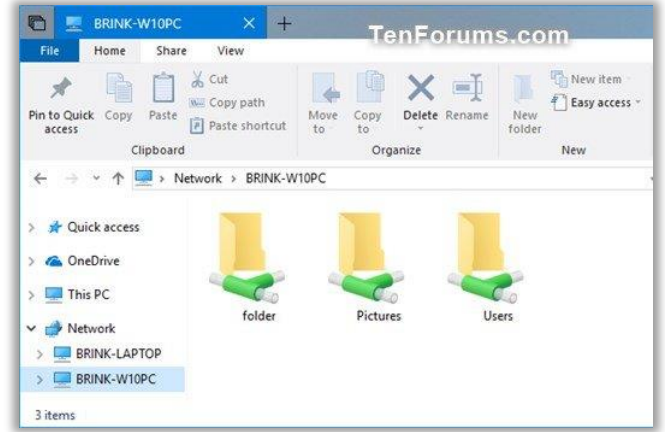 BRINK-W10PC
TenForums.com
File Home Share View
Pin to Quick access
Copy
Paste
Cut
Copy path
Paste shortcut
Clipboard
Move to
Copy to
Delete
Rename
Organize
New folder
New item
Easy access
New
Network > BRINK-W10PC
Quick access
OneDrive
This PC
Network
BRINK-LAPTOP
BRINK-W10PC
folder
Pictures
Users
3 items